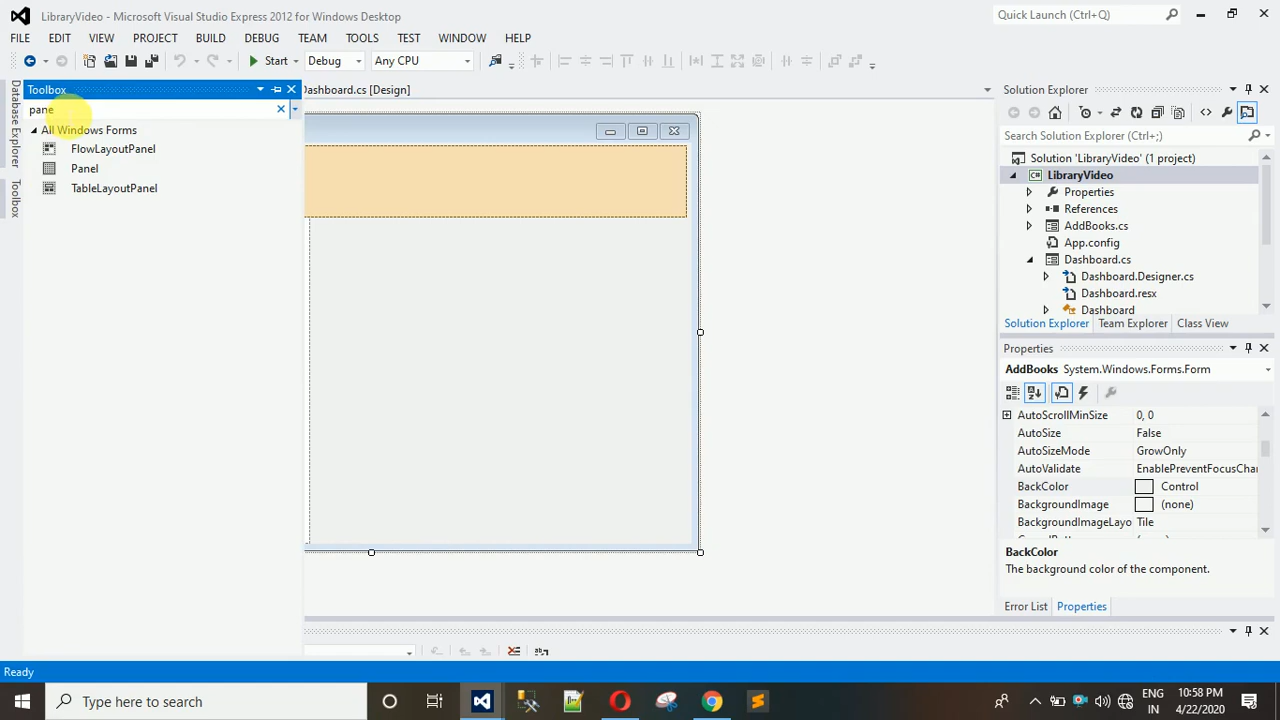 LibraryVideo - Microsoft Visual Studio Express 2012 for Windows Desktop
Quick Launch (Ctrl+Q)
FILE EDIT VIEW PROJECT BUILD DEBUG TEAM TOOLS TEST WINDOW HELP
Start Debug Any CPU
Database Explorer
Toolbox
Toolbox
pane
All Windows Forms
FlowLayoutPanel
Panel
TableLayoutPanel
Dashboard.cs [Design]
Solution Explorer
Search Solution Explorer (Ctrl+;)
Solution 'LibraryVideo' (1 project)
LibraryVideo
Properties
References
AddBooks.cs
App.config
Dashboard.cs
Dashboard.Designer.cs
Dashboard.resx
Dashboard
Solution Explorer Team Explorer Class View
Properties
AddBooks System.Windows.Forms.Form
AutoScrollMinSize 0, 0
AutoSize False
AutoSizeMode GrowOnly
AutoValidate EnablePreventFocusChar
BackColor Control
BackgroundImage (none)
BackgroundImageLayo Tile
BackColor
The background color of the component.
Error List Properties
Ready
Type here to search
ENG
IN
10:58 PM
4/22/2020